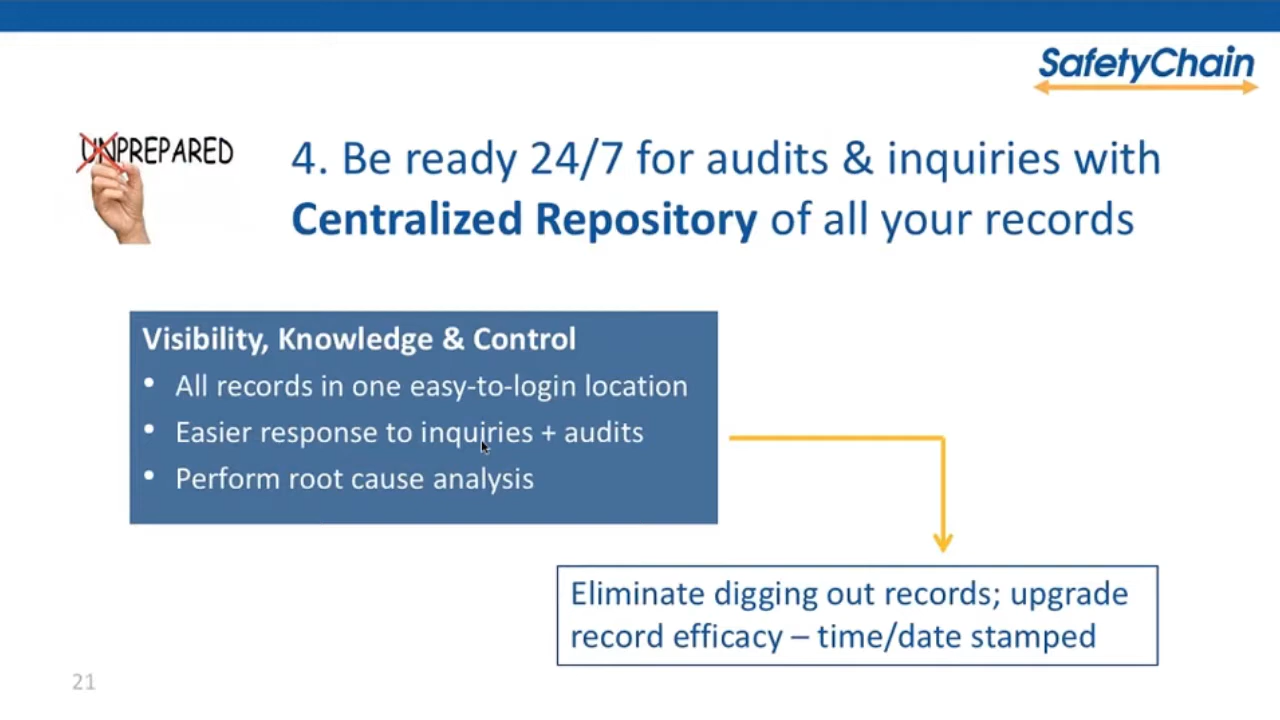 SafetyChain
UNPREPARED
4. Be ready 24/7 for audits & inquiries with
Centralized Repository of all your records
Visibility, Knowledge & Control
• All records in one easy-to-login location
• Easier response to inquiries + audits
• Perform root cause analysis
Eliminate digging out records; upgrade
record efficacy – time/date stamped
21